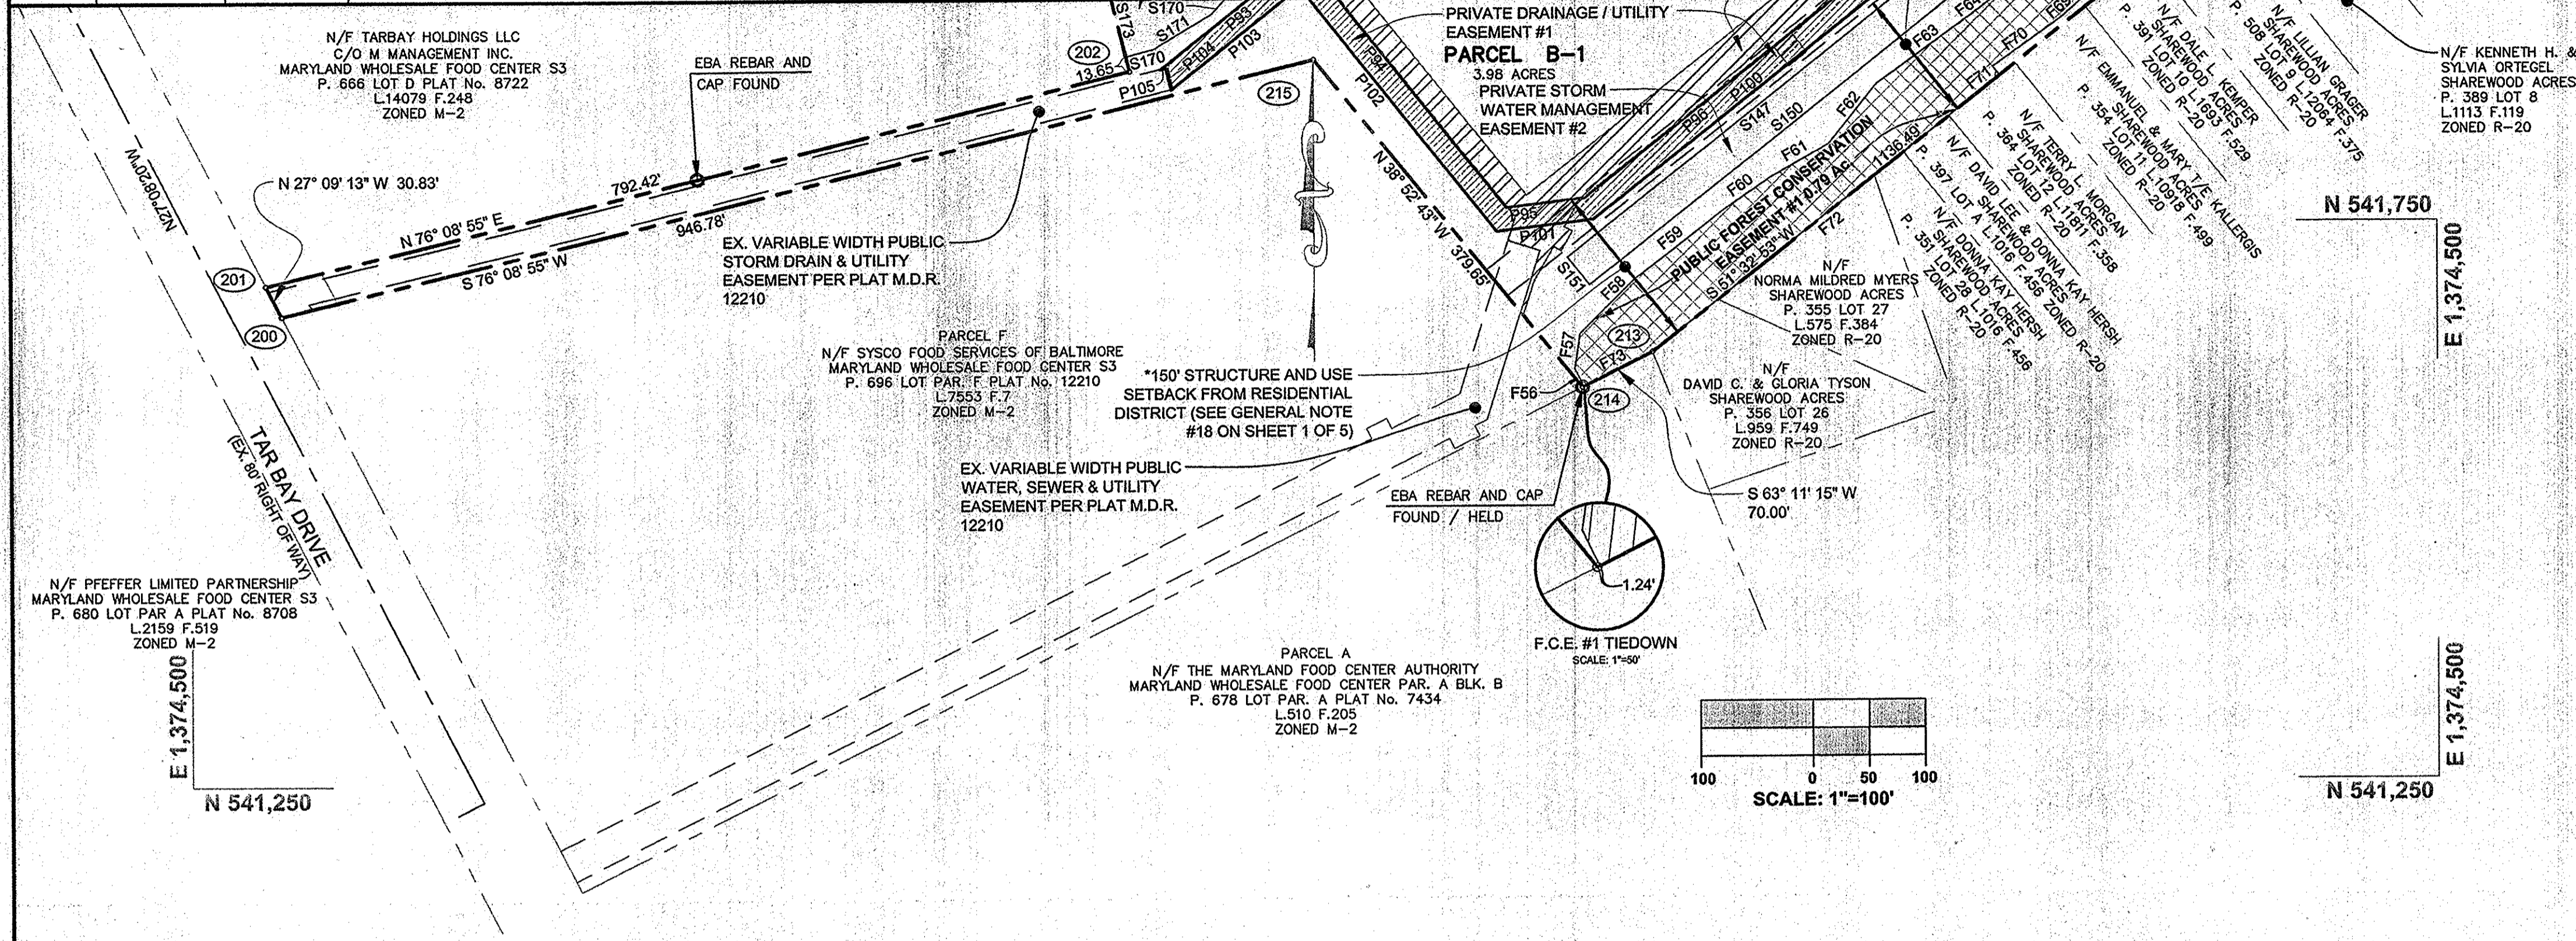 N/F TARBAY HOLDINGS LLC
C/O M MANAGEMENT INC.
MARYLAND WHOLESALE FOOD CENTER S3
P. 666 LOT D PLAT No. 8722
L.14079 F.248
ZONED M-2
EBA REBAR AND
CAP FOUND
202
13.65
S173
S170
S171
S170
P93
P104
P103
P105
215
P94
P102
PRIVATE DRAINAGE / UTILITY
EASEMENT #1
PARCEL B-1
3.98 ACRES
PRIVATE STORM
WATER MANAGEMENT
EASEMENT #2
P100
P96
S147
S150
F62
F61
F60
F59
F58
F57
F56
F63
F64
F69
F70
F71
F72
F73
P95
P101
S151
PUBLIC FOREST CONSERVATION
EASEMENT #1 0.79 AC.
1136.49'
S 51° 32' 53" W
N 38° 52' 43" W 379.65'
N27°08'20"W
N 27° 09' 13" W 30.83'
792.42'
N 76° 08' 55" E
946.78'
S 76° 08' 55" W
201
200
EX. VARIABLE WIDTH PUBLIC
STORM DRAIN & UTILITY
EASEMENT PER PLAT M.D.R.
12210
PARCEL F
N/F SYSCO FOOD SERVICES OF BALTIMORE
MARYLAND WHOLESALE FOOD CENTER S3
P. 696 LOT PAR. F PLAT No. 12210
L.7553 F.7
ZONED M-2
*150' STRUCTURE AND USE
SETBACK FROM RESIDENTIAL
DISTRICT (SEE GENERAL NOTE
#18 ON SHEET 1 OF 5)
213
214
EX. VARIABLE WIDTH PUBLIC
WATER, SEWER & UTILITY
EASEMENT PER PLAT M.D.R.
12210
EBA REBAR AND CAP
FOUND / HELD
S 63° 11' 15" W
70.00'
1.24'
F.C.E. #1 TIEDOWN
SCALE: 1"=50'
N/F LILLIAN GRAGER
SHAREWOOD ACRES
P. 508 LOT 9 L.12064 F.375
ZONED R-20
N/F DALE L. KEMPER
SHAREWOOD ACRES
P. 391 LOT 10 L.1693 F.529
ZONED R-20
N/F EMMANUEL & MARY T/E KALLERGIS
SHAREWOOD ACRES
P. 354 LOT 11 L.10918 F.499
ZONED R-20
N/F TERRY L. MORGAN
SHAREWOOD ACRES
P. 364 LOT 12 L.11811 F.358
ZONED R-20
N/F DAVID LEE & DONNA KAY HERSH
SHAREWOOD ACRES
P. 397 LOT A L.1016 F.456 ZONED R-20
N/F DONNA KAY HERSH
SHAREWOOD ACRES
P. 351 LOT 28 L.1016 F.456
ZONED R-20
N/F
NORMA MILDRED MYERS
SHAREWOOD ACRES
P. 355 LOT 27
L.575 F.384
ZONED R-20
N/F
DAVID C. & GLORIA TYSON
SHAREWOOD ACRES
P. 356 LOT 26
L.959 F.749
ZONED R-20
N/F KENNETH H. &
SYLVIA ORTEGEL
SHAREWOOD ACRES
P. 389 LOT 8
L.1113 F.119
ZONED R-20
N 541,750
E 1,374,500
TAR BAY DRIVE
(EX. 80' RIGHT OF WAY)
N/F PFEFFER LIMITED PARTNERSHIP
MARYLAND WHOLESALE FOOD CENTER S3
P. 680 LOT PAR A PLAT No. 8708
L.2159 F.519
ZONED M-2
E 1,374,500
N 541,250
PARCEL A
N/F THE MARYLAND FOOD CENTER AUTHORITY
MARYLAND WHOLESALE FOOD CENTER PAR. A BLK. B
P. 678 LOT PAR. A PLAT No. 7434
L.510 F.205
ZONED M-2
100 0 50 100
SCALE: 1"=100'
E 1,374,500
N 541,250